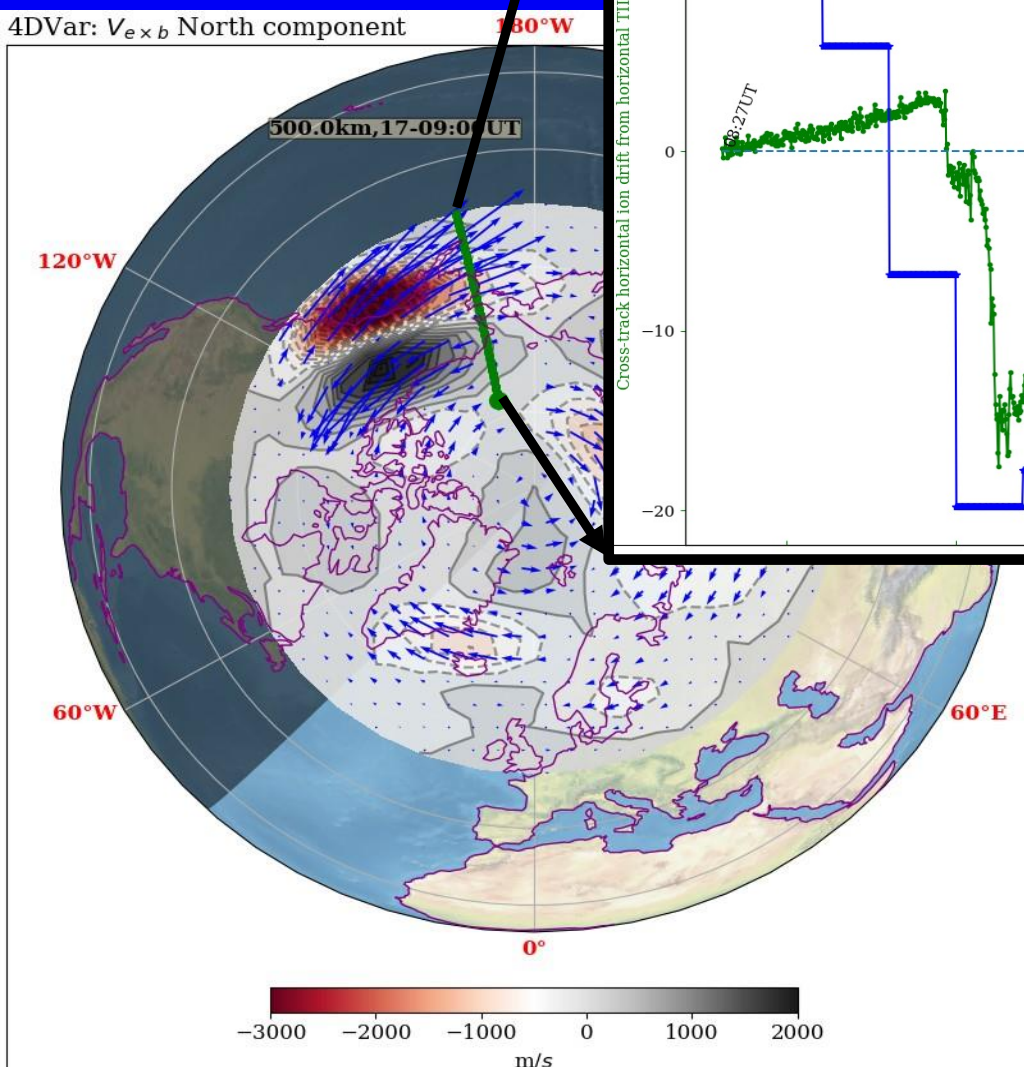 4DVar: V_{e × b} North component
180°W
500.0km,17-09:00UT
120°W
60°W
60°E
0°
−3000 −2000 −1000 0 1000 2000
m/s
Cross-track horizontal ion drift from horizontal
08:27UT
0
−10
−20